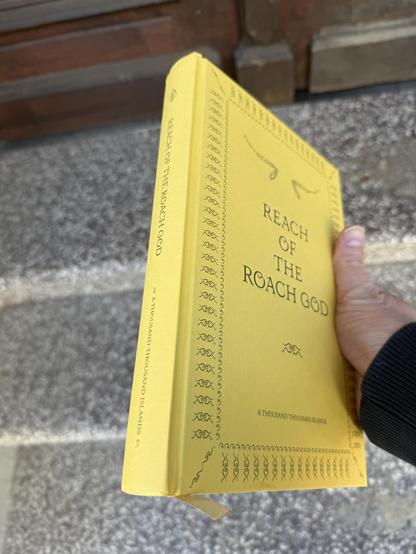 REACH OF THE ROACH GOD
A THOUSAND THOUSAND ISLANDS
REACH
OF
THE
ROACH GOD
A THOUSAND THOUSAND ISLANDS